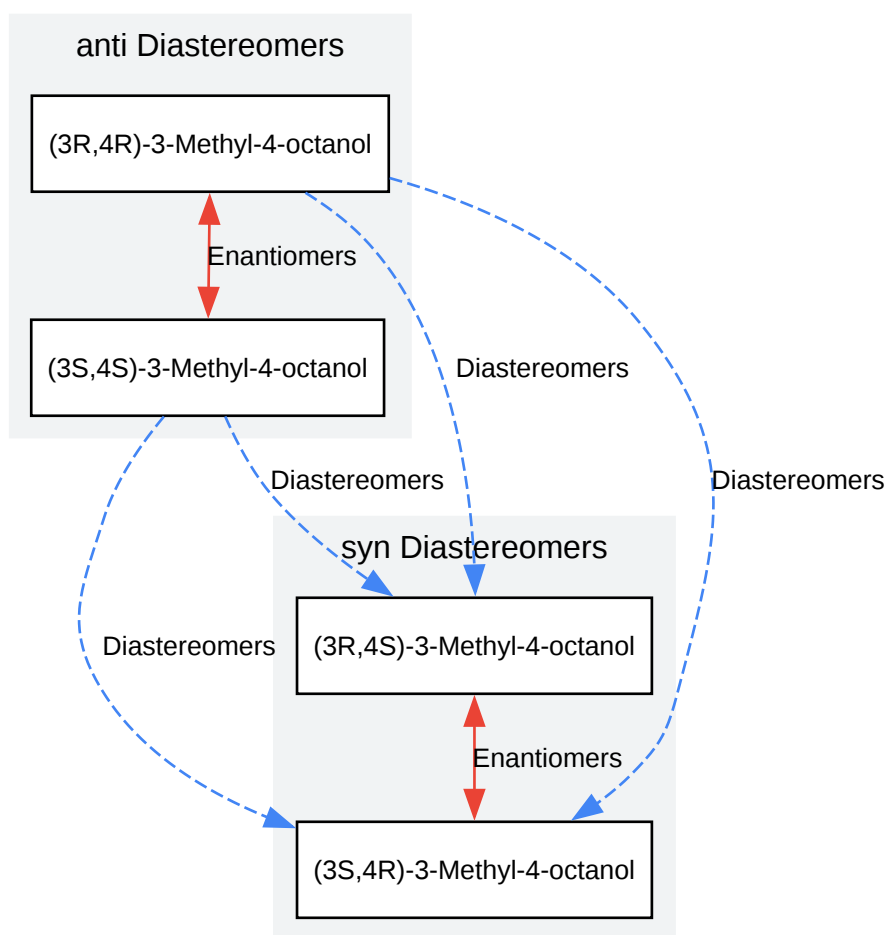 anti Diastereomers
(3R,4R)-3-Methyl-4-octanol
Enantiomers
(3S,4S)-3-Methyl-4-octanol
Diastereomers
Diastereomers
Diastereomers
syn Diastereomers
Diastereomers
(3R,4S)-3-Methyl-4-octanol
Enantiomers
(3S,4R)-3-Methyl-4-octanol